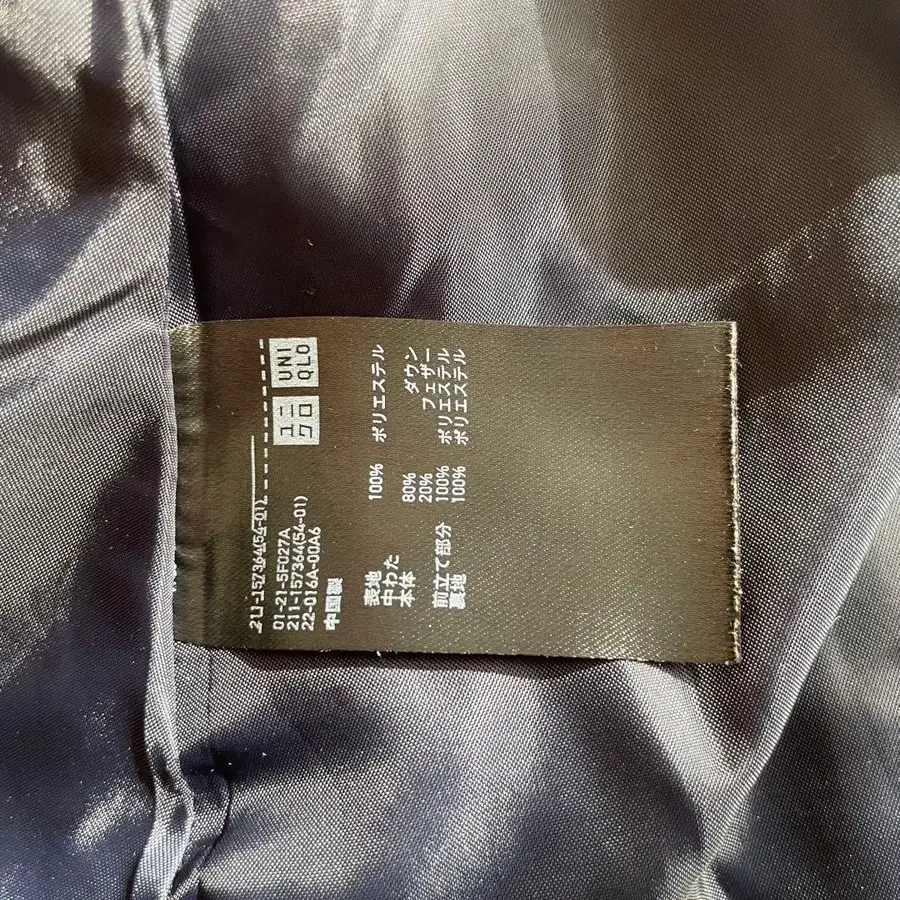 211-157364(54-01)
01-21-5F027A ユニ UNI
211-157364(54-01) クロ QLO
22-016A-00A6
中国製
表地 100% ポリエステル
中わた
本体 80% ダウン
20% フェザー
前立て部分 100% ポリエステル
裏地 100% ポリエステル